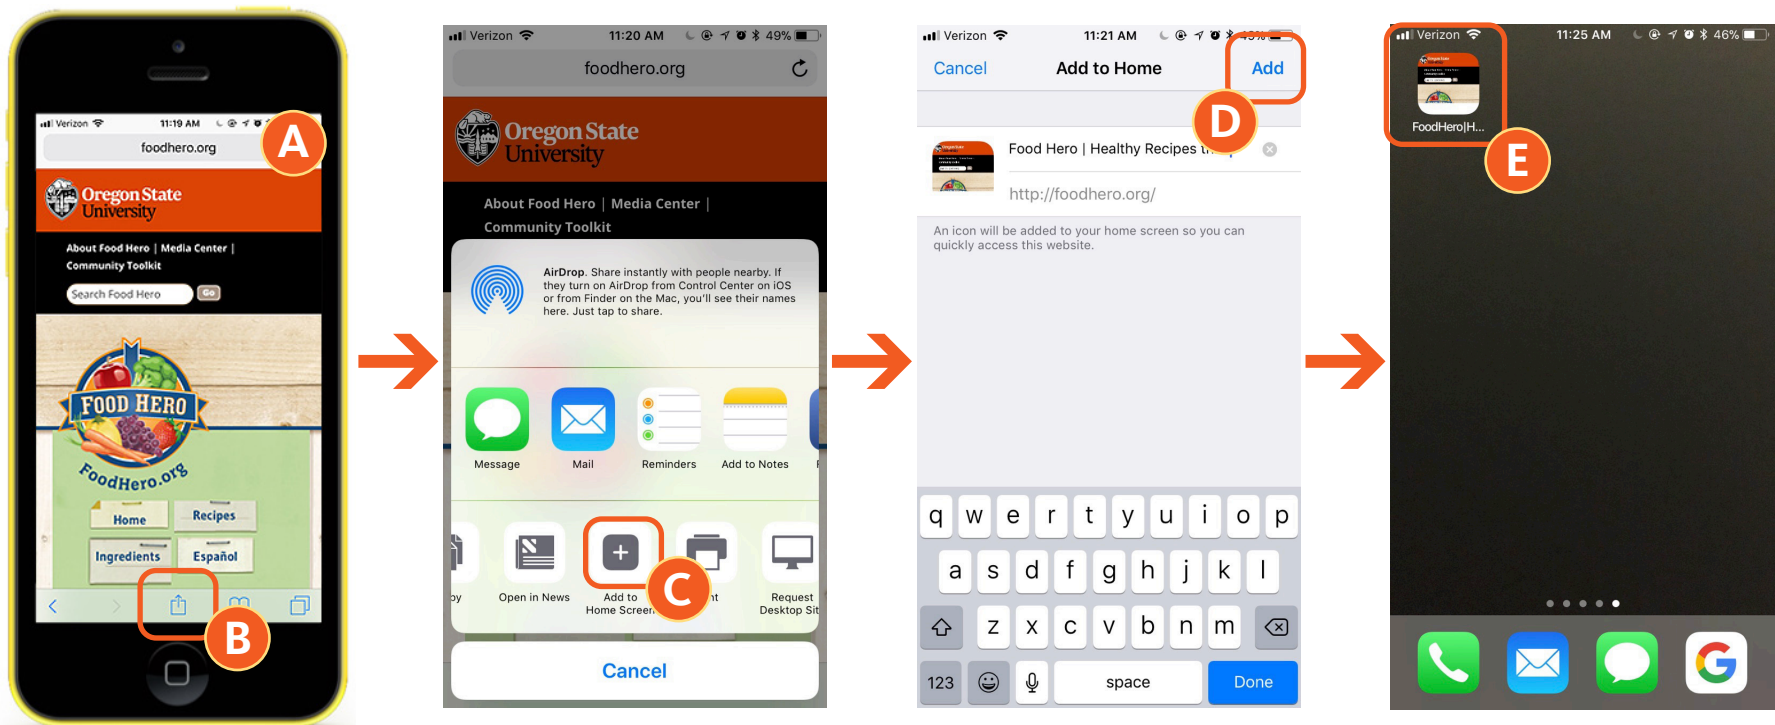 Verizon 11:19 AM
foodhero.org
A
Oregon State
University
About Food Hero | Media Center |
Community Toolkit
Search Food Hero Go
FOOD HERO
FoodHero.org
Home Recipes
Ingredients Español
B
Verizon 11:20 AM 49%
foodhero.org
Oregon State
University
About Food Hero | Media Center |
Community Toolkit
AirDrop. Share instantly with people nearby. If
they turn on AirDrop from Control Center on iOS
or from Finder on the Mac, you'll see their names
here. Just tap to share.
Message Mail Reminders Add to Notes
Open in News Add to Request
Home Screen Desktop Sit
C
Cancel
Verizon 11:21 AM 49%
Cancel Add to Home Add
D
Food Hero | Healthy Recipes
http://foodhero.org/
An icon will be added to your home screen so you can
quickly access this website.
q w e r t y u i o p
a s d f g h j k l
z x c v b n m
123 space Done
Verizon 11:25 AM 46%
FoodHero|H...
E
G